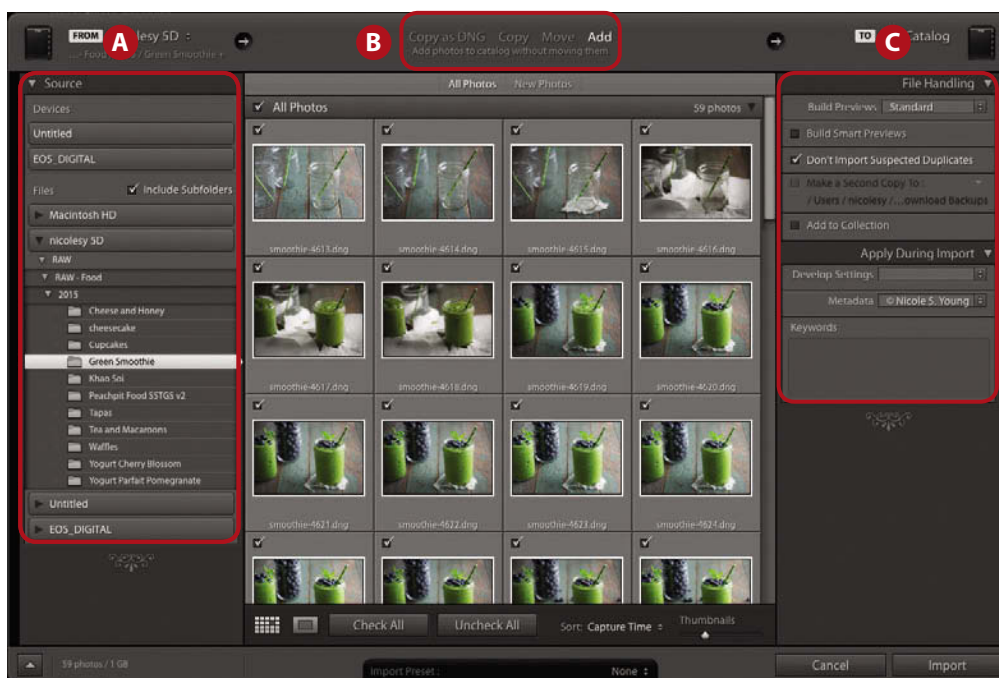 FROM A lesy SD
Food / Green Smoothie +
B
Copy as DNG Copy Move Add
Add photos to catalog without moving them
TO C Catalog
Source
Devices
Untitled
EOS_DIGITAL
Files Include Subfolders
Macintosh HD
nicolesy SD
RAW
RAW - Food
2015
Cheese and Honey
cheesecake
Cupcakes
Green Smoothie
Khao Soi
Peachpit Food SSTGS v2
Tapas
Tea and Macaroons
Waffles
Yogurt Cherry Blossom
Yogurt Parfait Pomegranate
Untitled
EOS_DIGITAL
All Photos New Photos
All Photos 59 photos
smoothie-4613.dng smoothie-4614.dng smoothie-4615.dng smoothie-4616.dng
smoothie-4617.dng smoothie-4618.dng smoothie-4619.dng smoothie-4620.dng
smoothie-4621.dng smoothie-4622.dng smoothie-4623.dng smoothie-4624.dng
Check All Uncheck All Sort: Capture Time Thumbnails
File Handling
Build Previews Standard
Build Smart Previews
Don't Import Suspected Duplicates
Make a Second Copy To :
/ Users / nicolesy /...ownload Backups
Add to Collection
Apply During Import
Develop Settings
Metadata © Nicole S. Young
Keywords
59 photos / 1 GB
Import Preset : None
Cancel Import